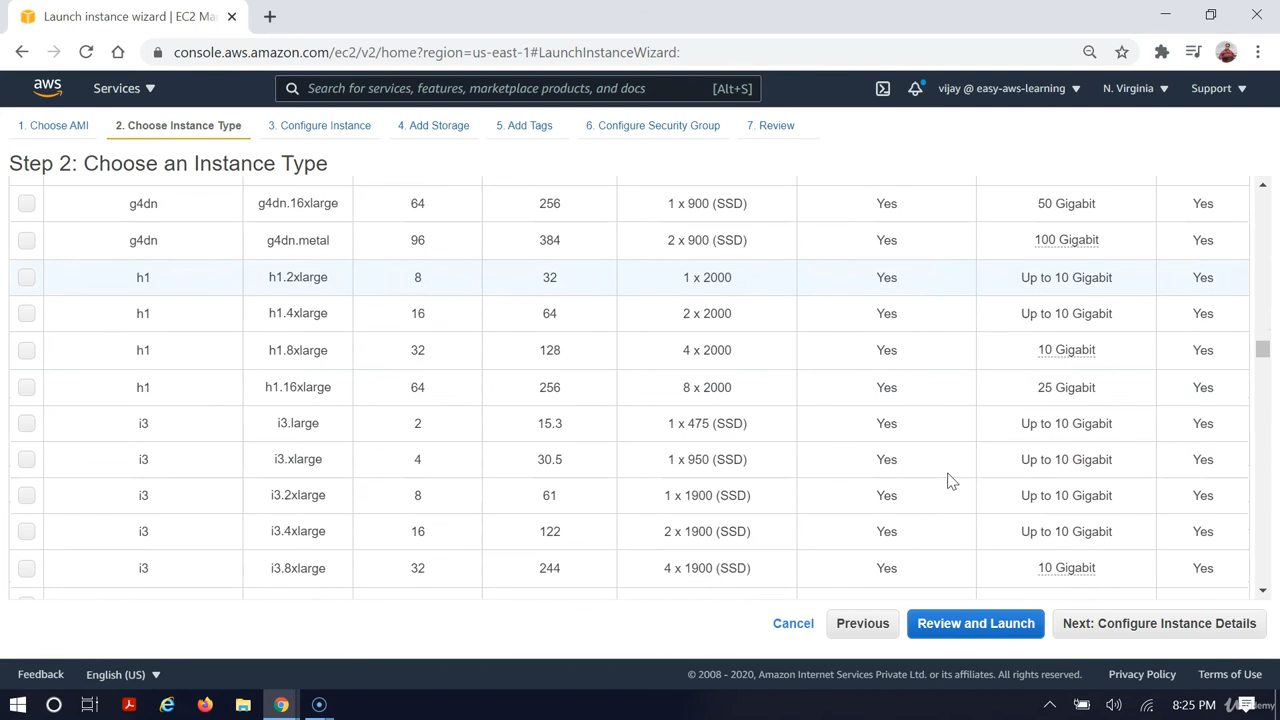 Launch instance wizard | EC2 Ma
console.aws.amazon.com/ec2/v2/home?region=us-east-1#LaunchInstanceWizard:
aws
Services
Search for services, features, marketplace products, and docs
[Alt+S]
vijay @ easy-aws-learning
N. Virginia
Support
1. Choose AMI
2. Choose Instance Type
3. Configure Instance
4. Add Storage
5. Add Tags
6. Configure Security Group
7. Review
Step 2: Choose an Instance Type
g4dn g4dn.16xlarge 64 256 1 x 900 (SSD) Yes 50 Gigabit Yes
g4dn g4dn.metal 96 384 2 x 900 (SSD) Yes 100 Gigabit Yes
h1 h1.2xlarge 8 32 1 x 2000 Yes Up to 10 Gigabit Yes
h1 h1.4xlarge 16 64 2 x 2000 Yes Up to 10 Gigabit Yes
h1 h1.8xlarge 32 128 4 x 2000 Yes 10 Gigabit Yes
h1 h1.16xlarge 64 256 8 x 2000 Yes 25 Gigabit Yes
i3 i3.large 2 15.3 1 x 475 (SSD) Yes Up to 10 Gigabit Yes
i3 i3.xlarge 4 30.5 1 x 950 (SSD) Yes Up to 10 Gigabit Yes
i3 i3.2xlarge 8 61 1 x 1900 (SSD) Yes Up to 10 Gigabit Yes
i3 i3.4xlarge 16 122 2 x 1900 (SSD) Yes Up to 10 Gigabit Yes
i3 i3.8xlarge 32 244 4 x 1900 (SSD) Yes 10 Gigabit Yes
Cancel
Previous
Review and Launch
Next: Configure Instance Details
Feedback
English (US)
© 2008 - 2020, Amazon Internet Services Private Ltd. or its affiliates. All rights reserved.
Privacy Policy
Terms of Use
8:25 PM